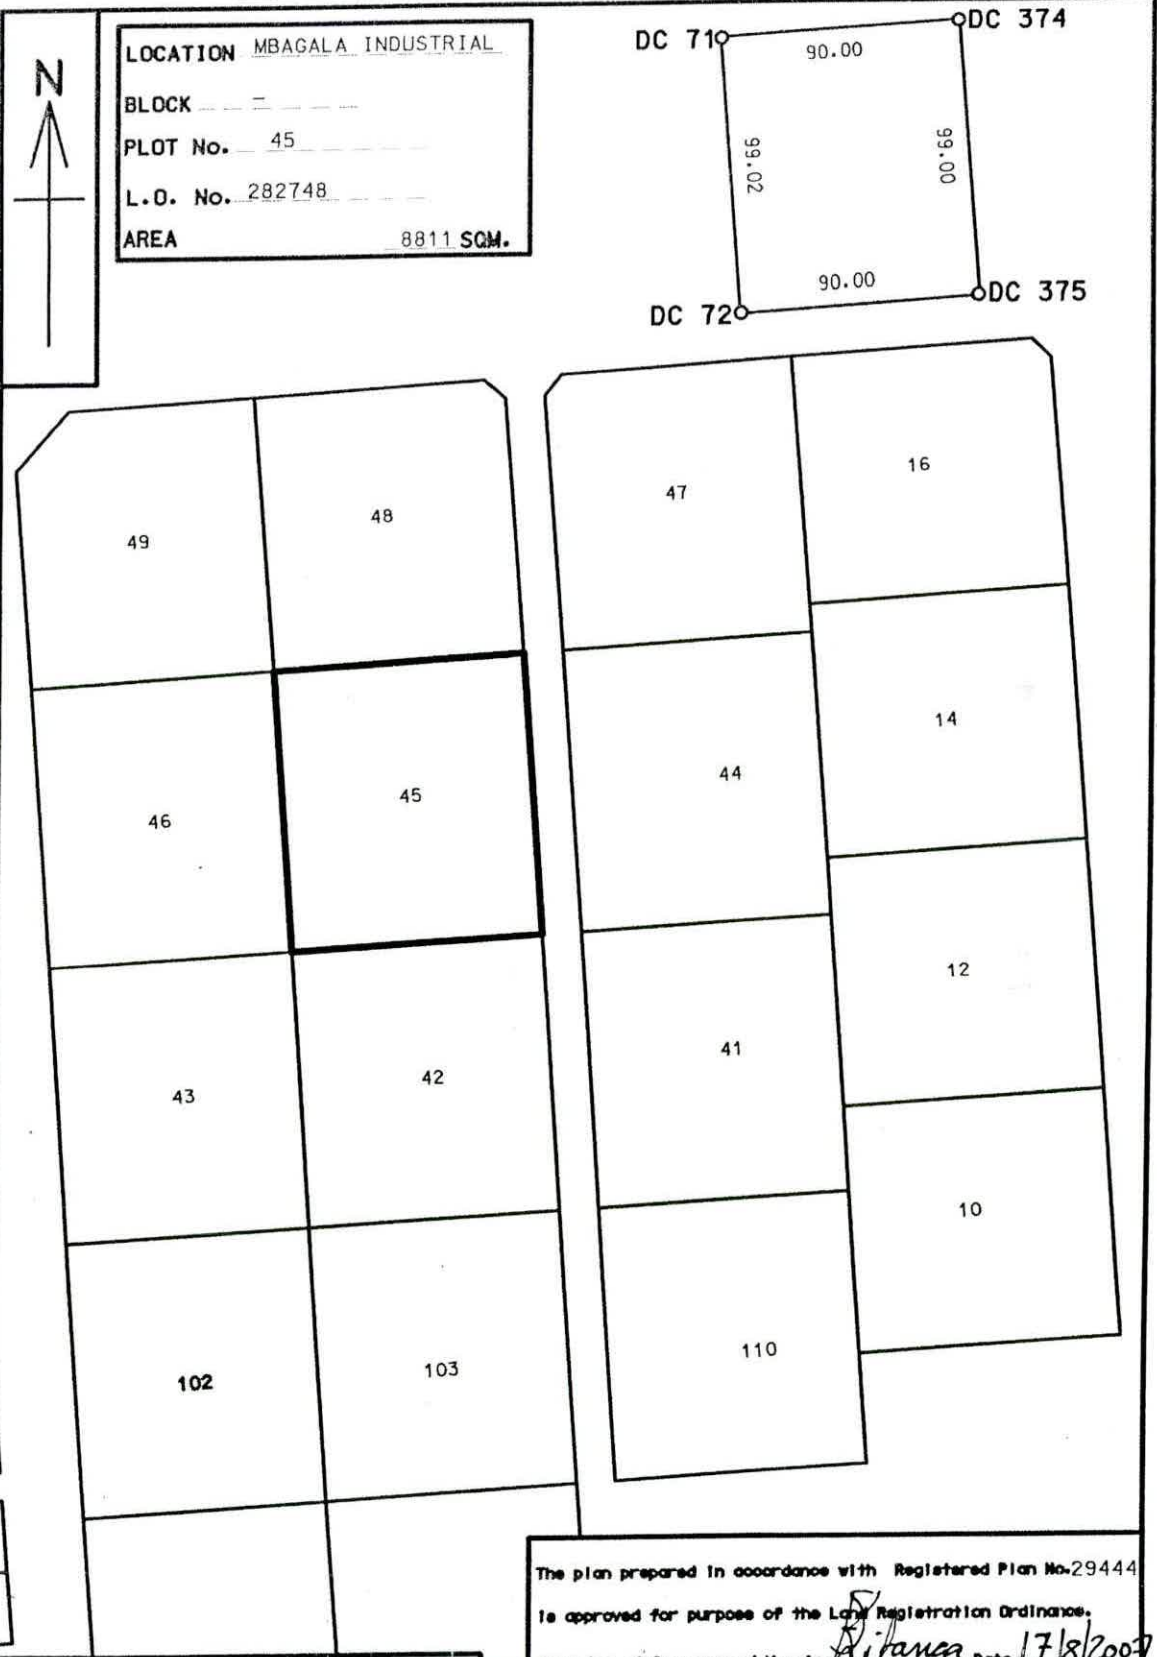 N
LOCATION MBAGALA INDUSTRIAL
BLOCK -
PLOT No. 45
L.O. No. 282748
AREA 8811 SQM.
DC 71
DC 374
90.00
99.02
99.00
90.00
DC 72
DC 375
49
48
47
16
46
45
44
14
43
42
41
12
102
103
110
10
The plan prepared in accordance with Registered Plan No. 29444
is approved for purpose of the Land Registration Ordinance.
Date 17/8/2007